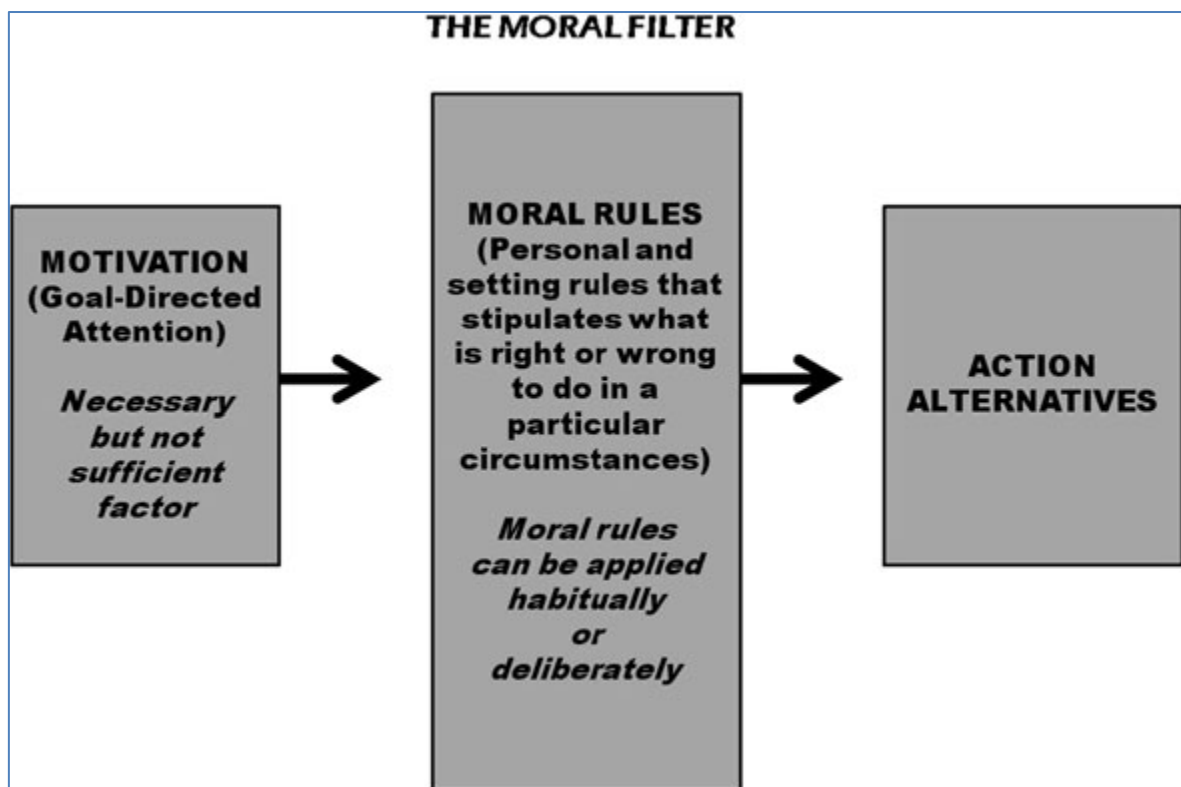 THE MORAL FILTER
MOTIVATION
(Goal-Directed
Attention)
Necessary
but not
sufficient
factor
MORAL RULES
(Personal and
setting rules that
stipulates what
is right or wrong
to do in a
particular
circumstances)
Moral rules
can be applied
habitually
or
deliberately
ACTION
ALTERNATIVES